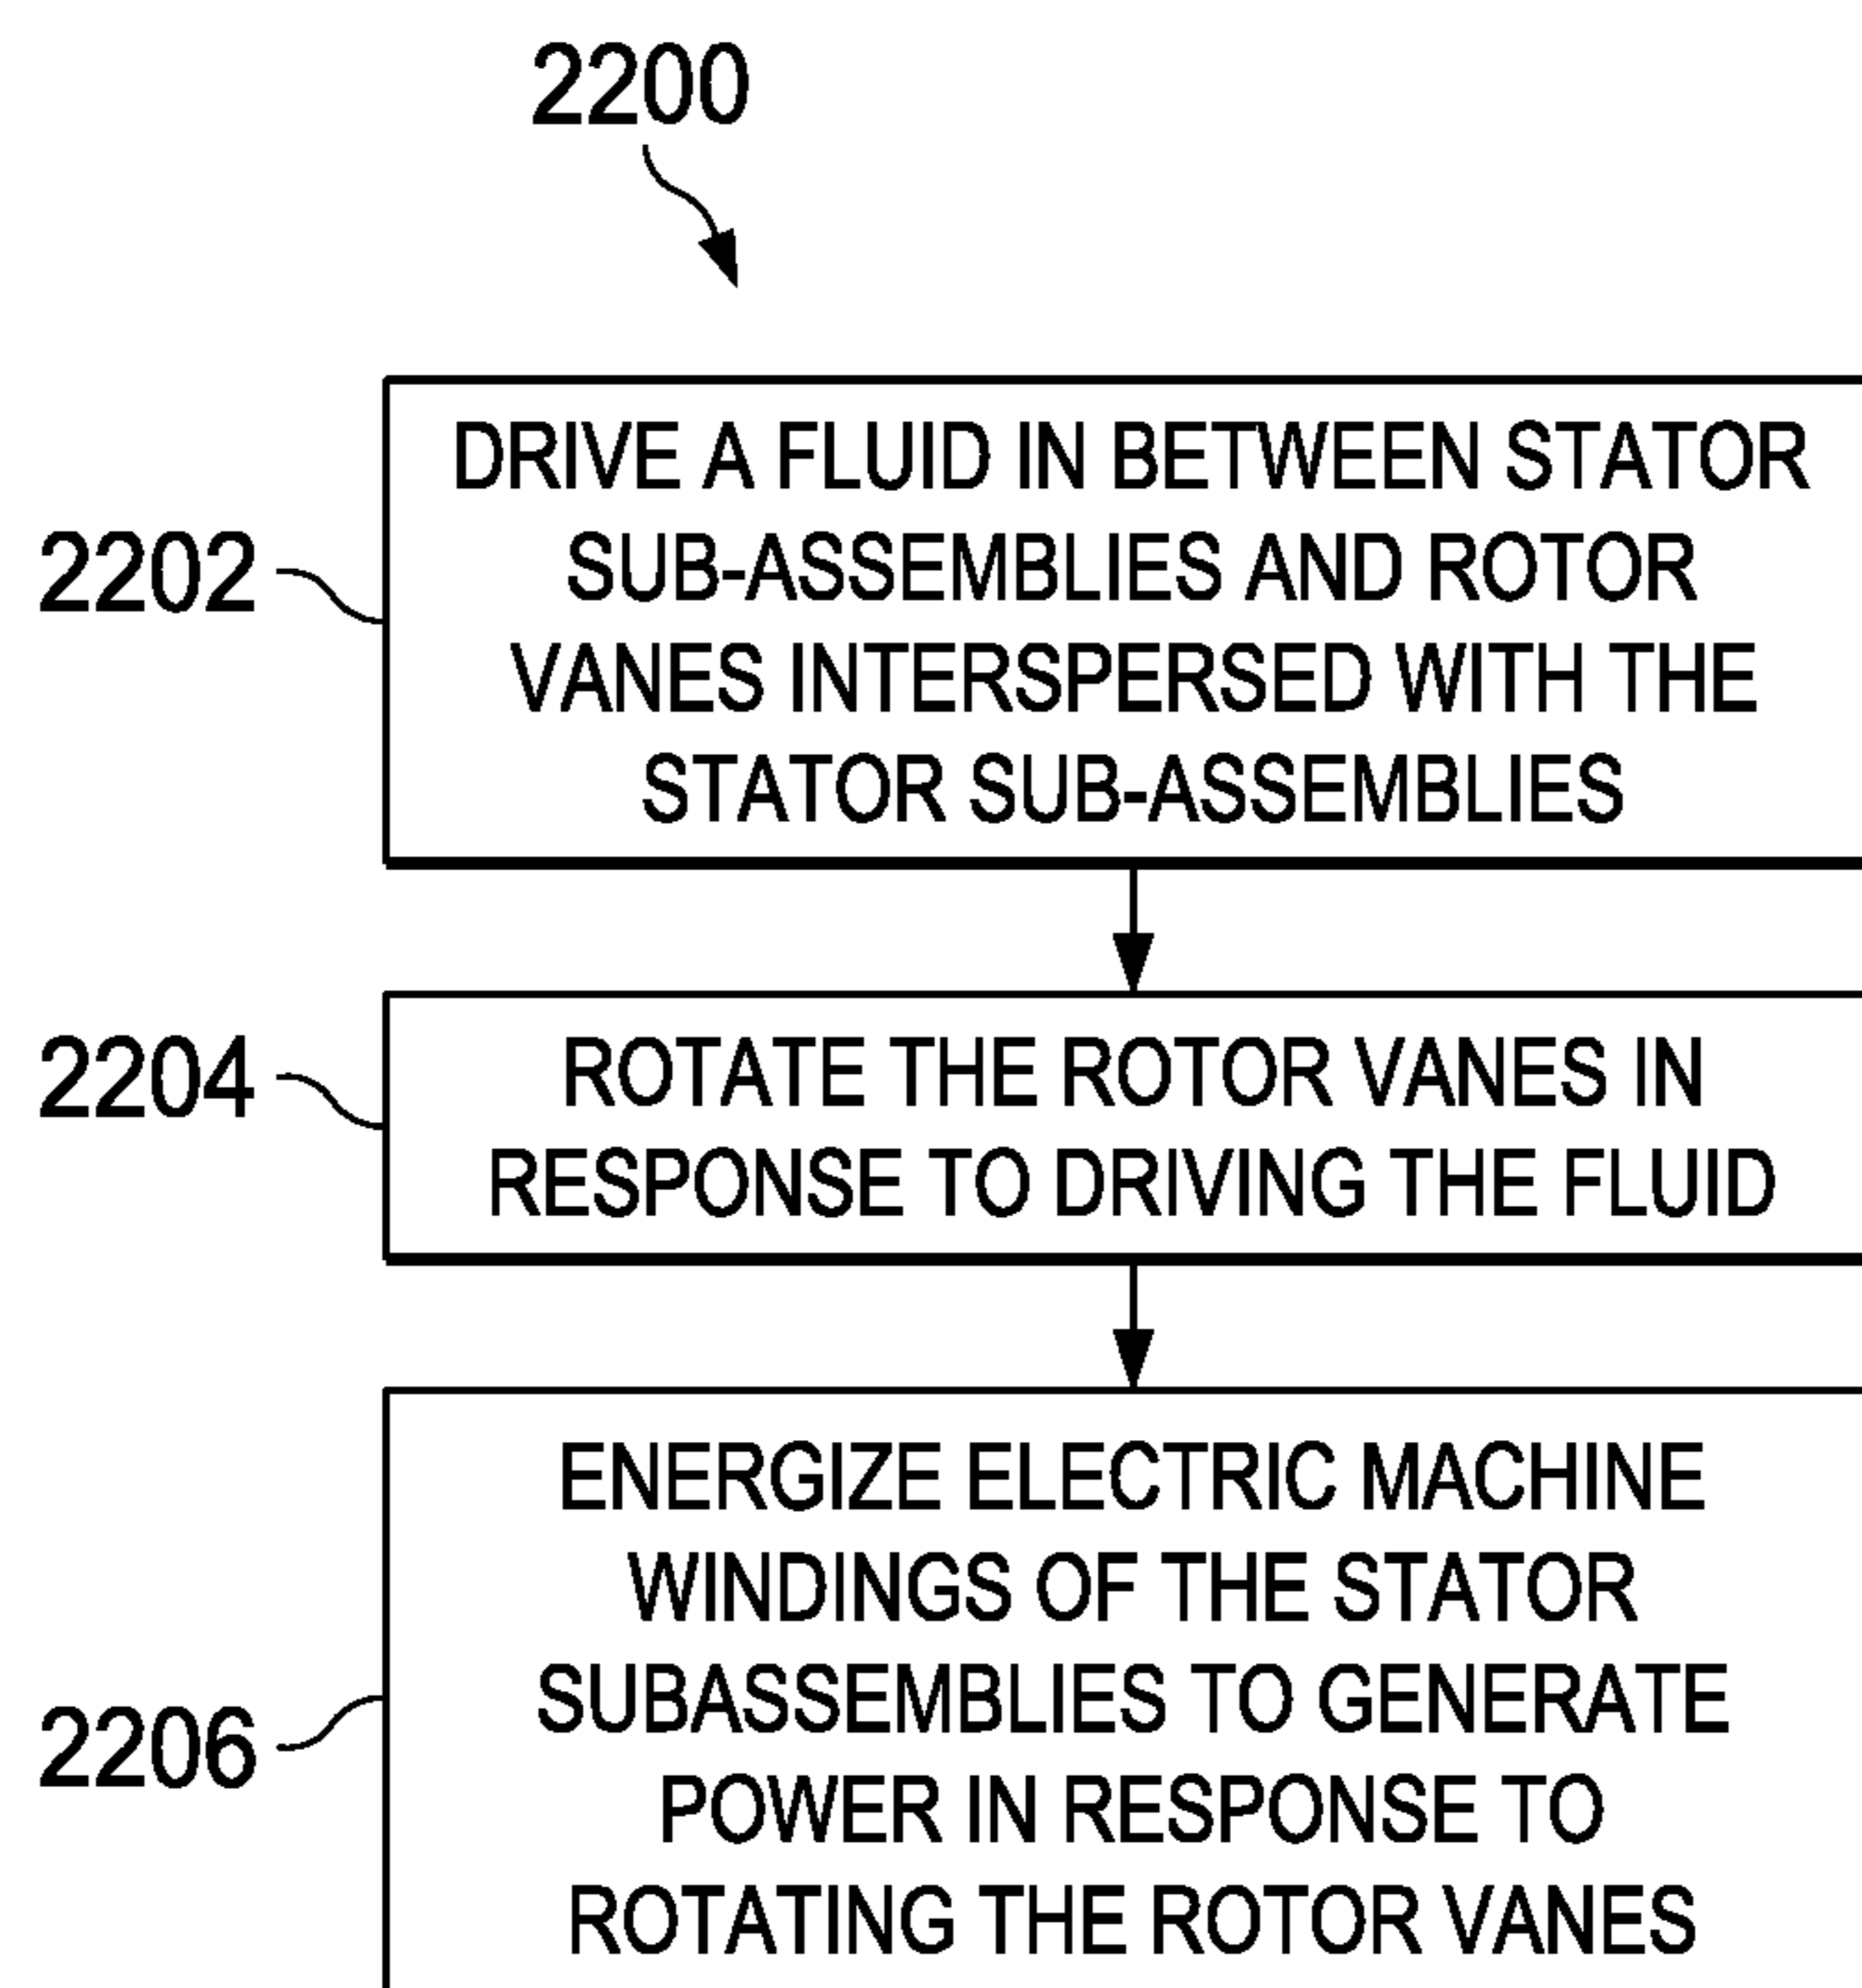 2200
DRIVE A FLUID IN BETWEEN STATOR
SUB-ASSEMBLIES AND ROTOR
VANES INTERSPERSED WITH THE
STATOR SUB-ASSEMBLIES
2202
ROTATE THE ROTOR VANES IN
RESPONSE TO DRIVING THE FLUID
2204
ENERGIZE ELECTRIC MACHINE
WINDINGS OF THE STATOR
SUBASSEMBLIES TO GENERATE
POWER IN RESPONSE TO
ROTATING THE ROTOR VANES
2206